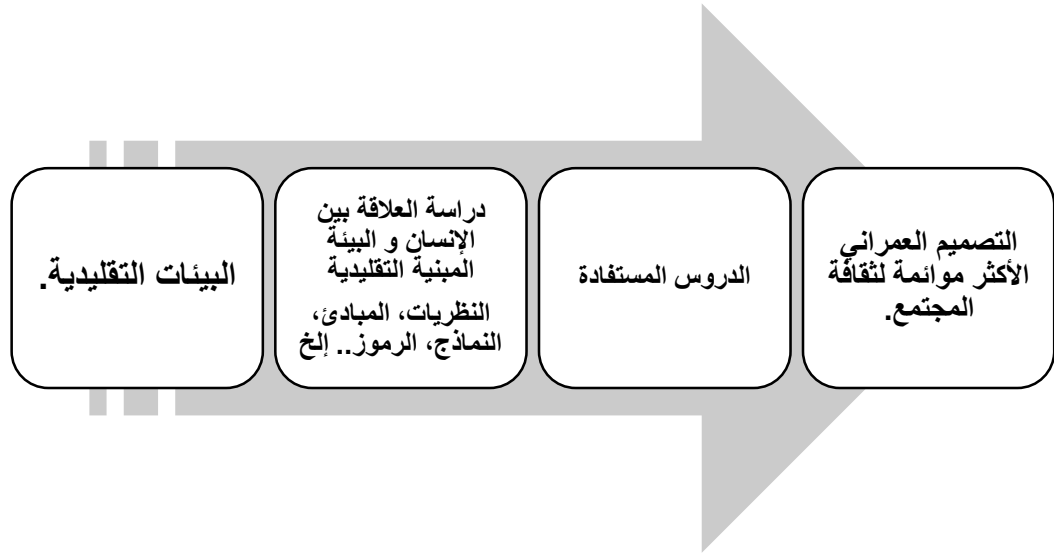 البيئات التقليدية.
دراسة العلاقة بين
الإنسان و البيئة
المبنية التقليدية
النظريات، المبادئ،
النماذج، الرموز.. إلخ
الدروس المستفادة
التصميم العمراني
الأكثر موائمة لثقافة
المجتمع.